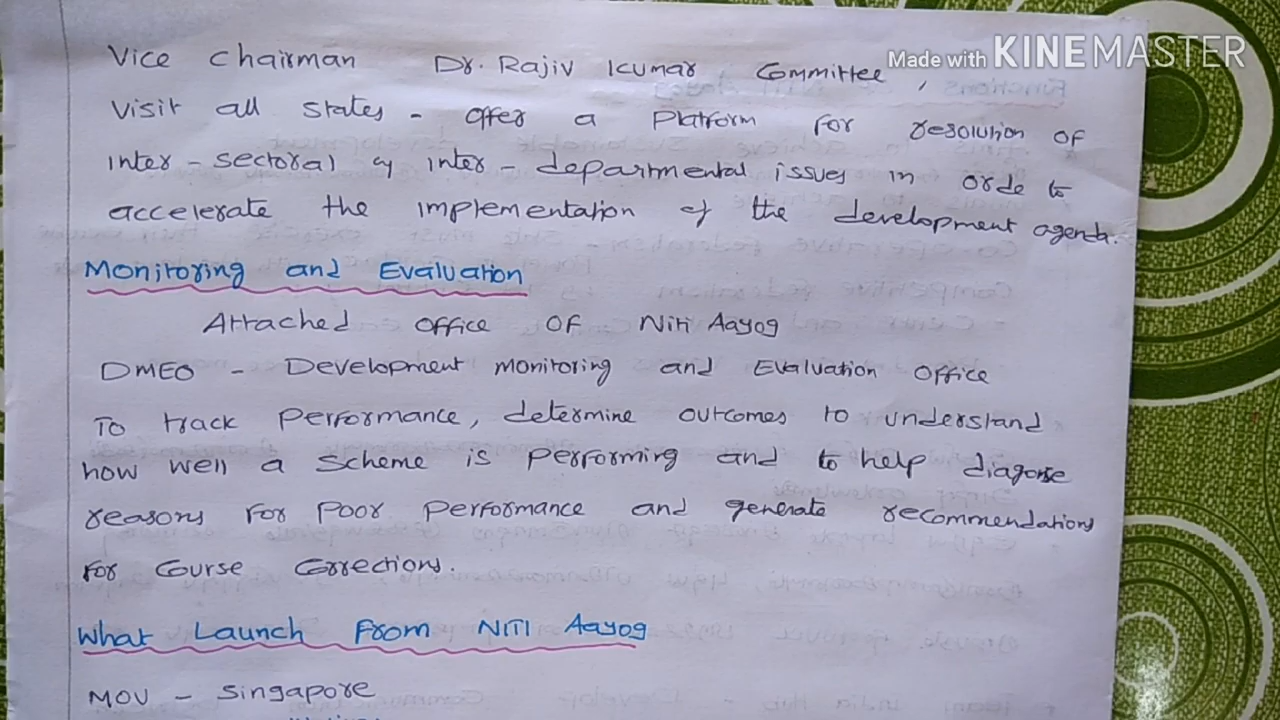 Made with KINEMASTER
Vice chairman Dr. Rajiv Kumar Committee,
Visit all states - offer a Platform for resolution of
Inter - sectoral & Inter - departmental issues in orde to
accelerate the implementation of the development agenda.
Monitoring and Evaluation
Attached office of Niti Aayog
DMEO - Development monitoring and Evaluation office
To track Performance, determine outcomes to understand
how well a scheme is performing and to help diagonse
reasons for poor performance and generate recommendations
for course corrections.
What Launch From NITI Aayog
MOU - Singapore